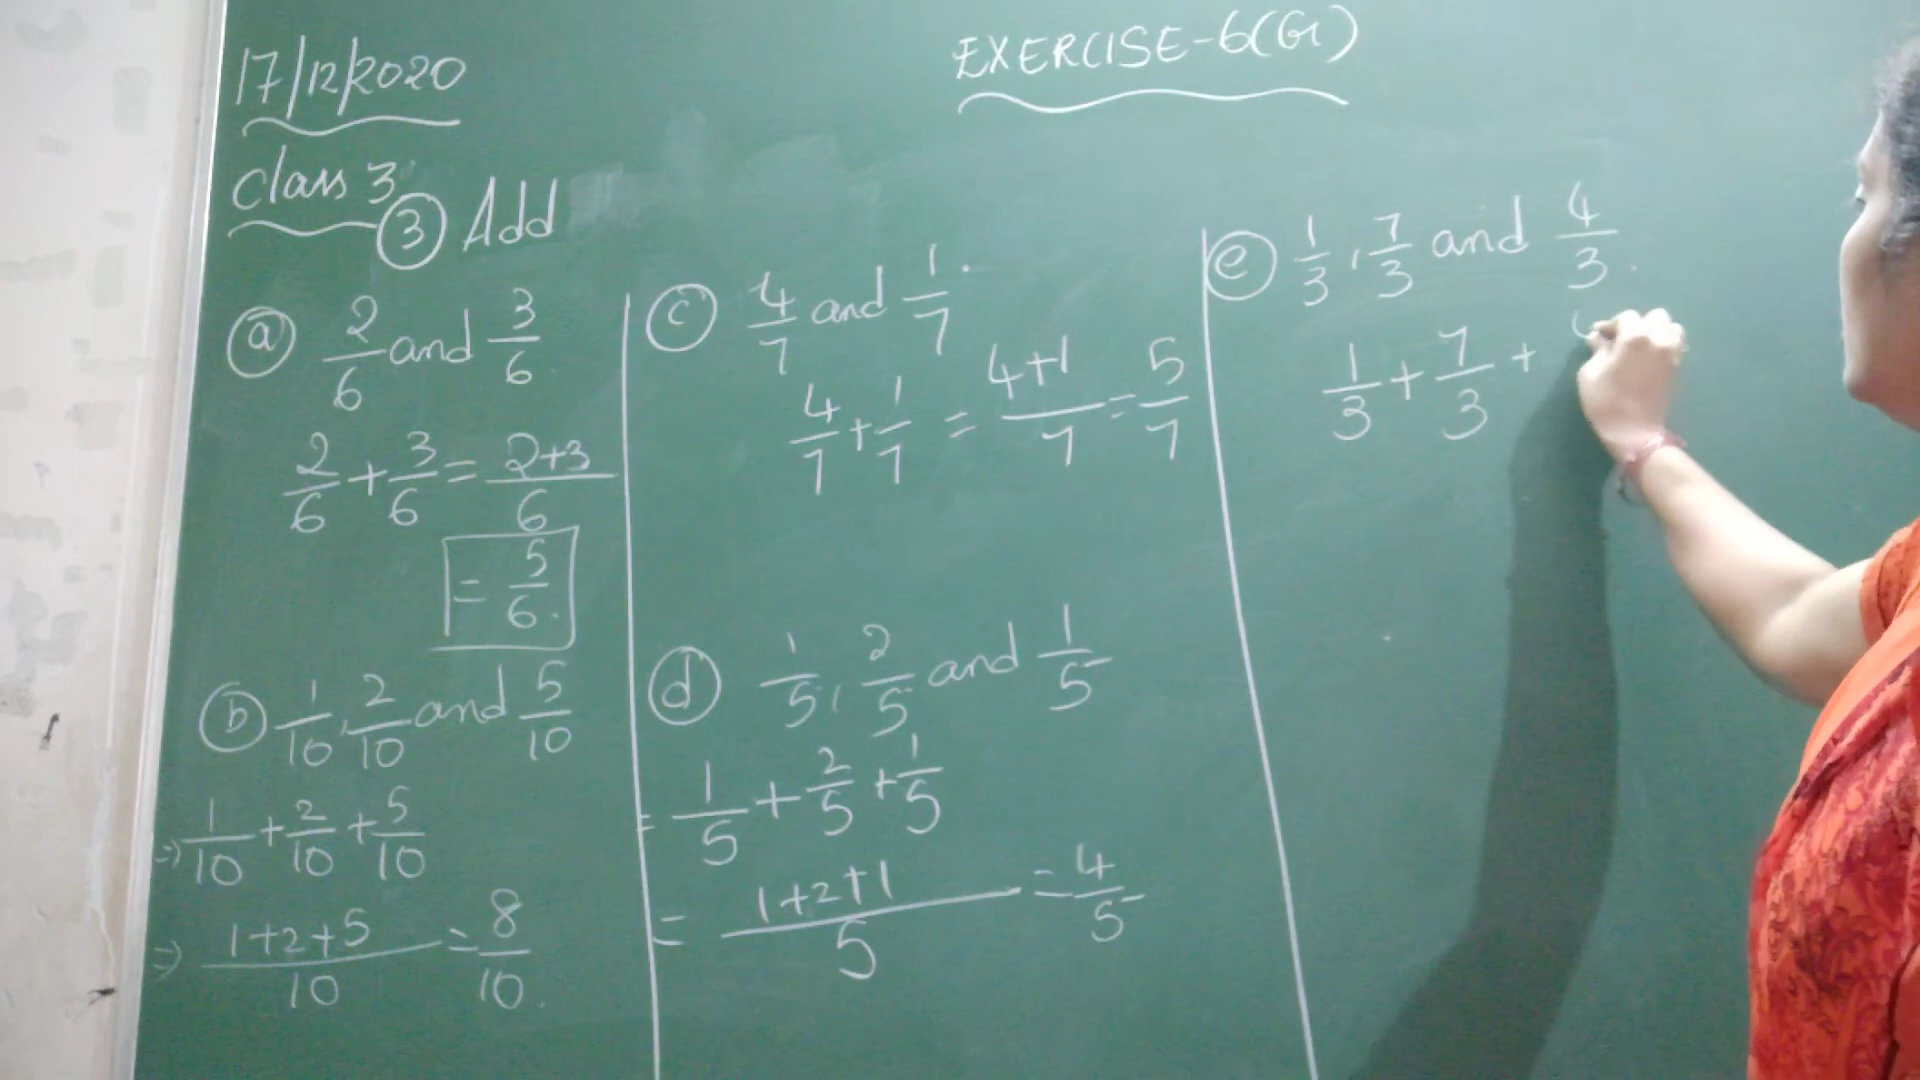 17/12/2020
EXERCISE-6(G)
Class 3
③ Add
ⓐ 2/6 and 3/6
2/6 + 3/6 = 2+3/6
= 5/6.
ⓑ 1/10, 2/10 and 5/10
⇒ 1/10 + 2/10 + 5/10
⇒ 1+2+5/10 = 8/10.
ⓒ 4/7 and 1/7.
4/7 + 1/7 = 4+1/7 = 5/7
ⓓ 1/5, 2/5 and 1/5
= 1/5 + 2/5 + 1/5
= 1+2+1/5 = 4/5
ⓔ 1/3, 7/3 and 4/3.
1/3 + 7/3 +